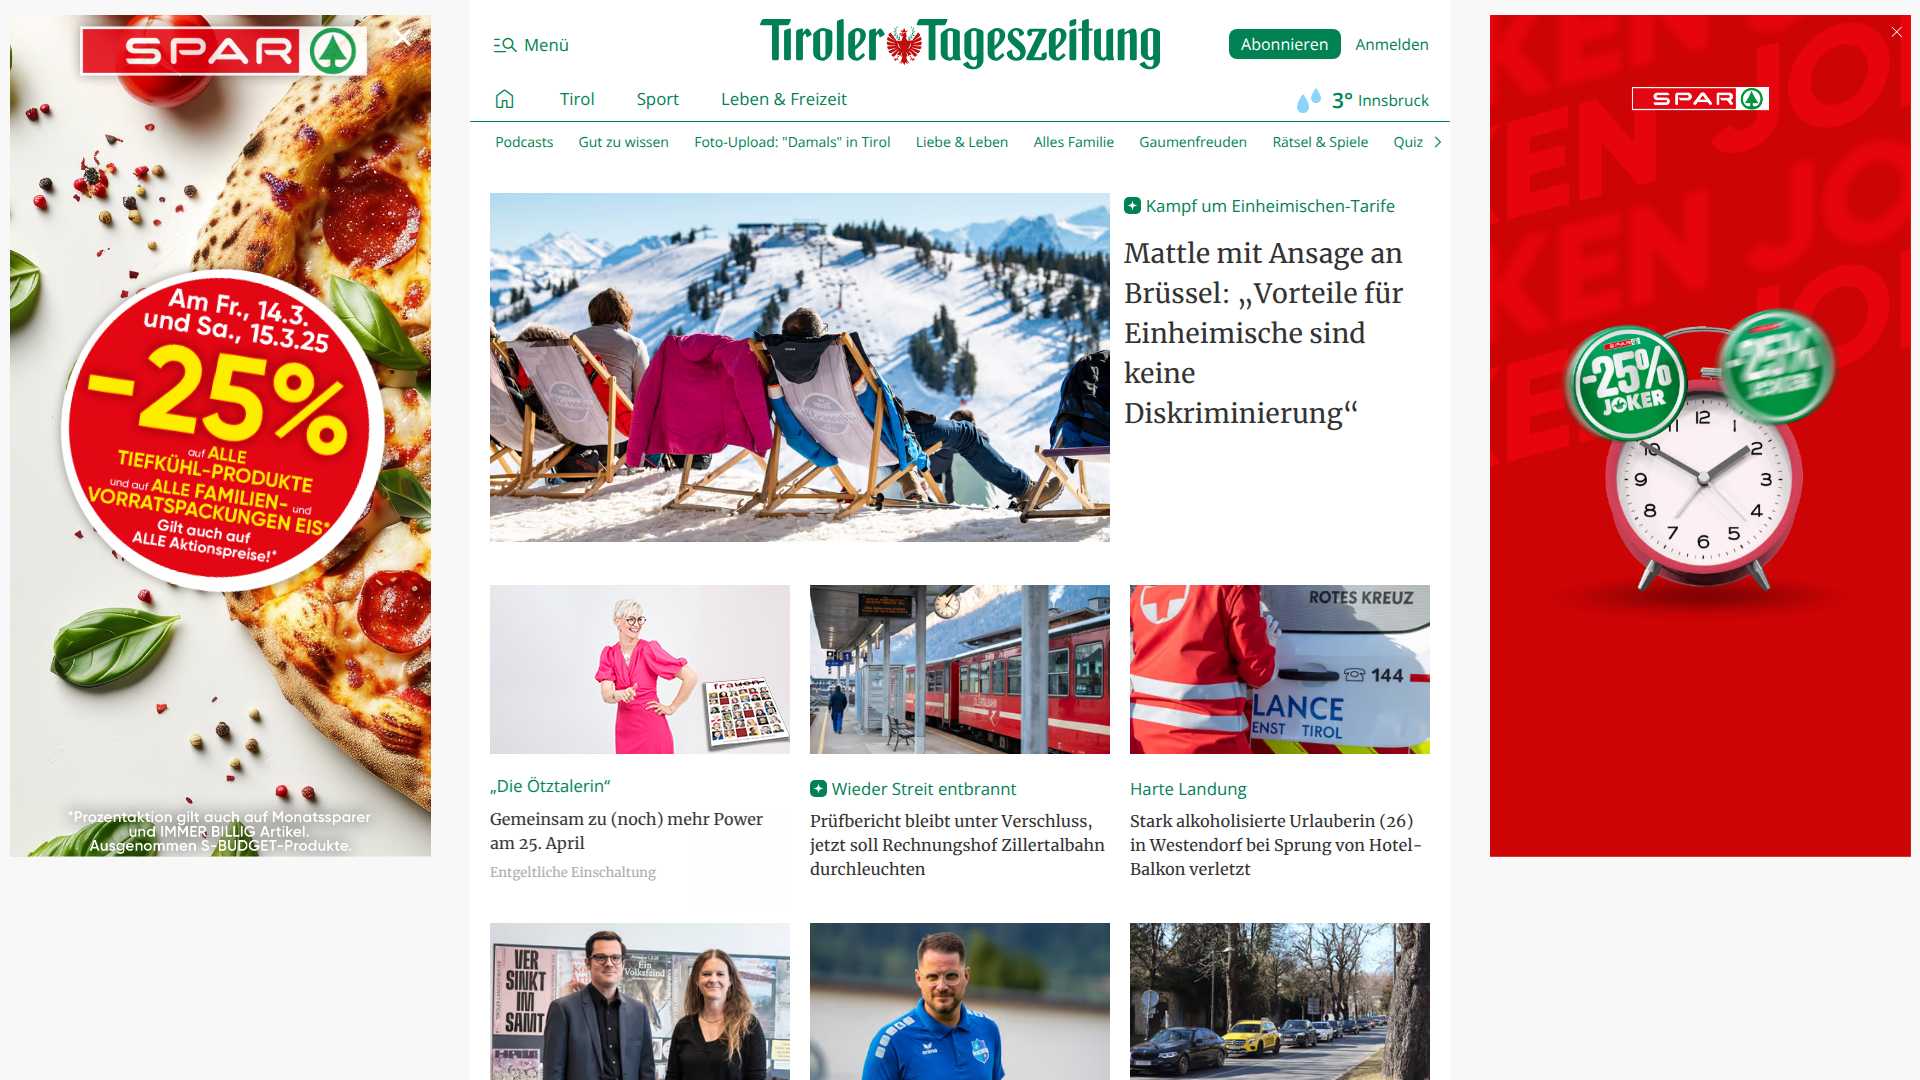 SPAR
Am Fr., 14.3.
und Sa., 15.3.25
-25%
auf ALLE
TIEFKÜHL-PRODUKTE
und auf ALLE FAMILIEN- und
VORRATSPACKUNGEN EIS*
Gilt auch auf
ALLE Aktionspreise!*
*Prozentaktion gilt auch auf Monatssparer
und IMMER BILLIG Artikel.
Ausgenommen S-BUDGET-Produkte.
Menü
Tiroler Tageszeitung
Abonnieren
Anmelden
Tirol
Sport
Leben & Freizeit
3° Innsbruck
Podcasts
Gut zu wissen
Foto-Upload: "Damals" in Tirol
Liebe & Leben
Alles Familie
Gaumenfreuden
Rätsel & Spiele
Quiz
Kampf um Einheimischen-Tarife
Mattle mit Ansage an
Brüssel: „Vorteile für
Einheimische sind
keine
Diskriminierung“
frauen
ROTES KREUZ
144
LANCE
ENST TIROL
„Die Ötztalerin“
Gemeinsam zu (noch) mehr Power
am 25. April
Entgeltliche Einschaltung
Wieder Streit entbrannt
Prüfbericht bleibt unter Verschluss,
jetzt soll Rechnungshof Zillertalbahn
durchleuchten
Harte Landung
Stark alkoholisierte Urlauberin (26)
in Westendorf bei Sprung von Hotel-
Balkon verletzt
VER
SINKT
IM
SAMT
Ein
Volksfeind
SPAR
-25%
JOKER
-25%
JOKER
12
1
2
3
4
5
6
7
8
9
10
11